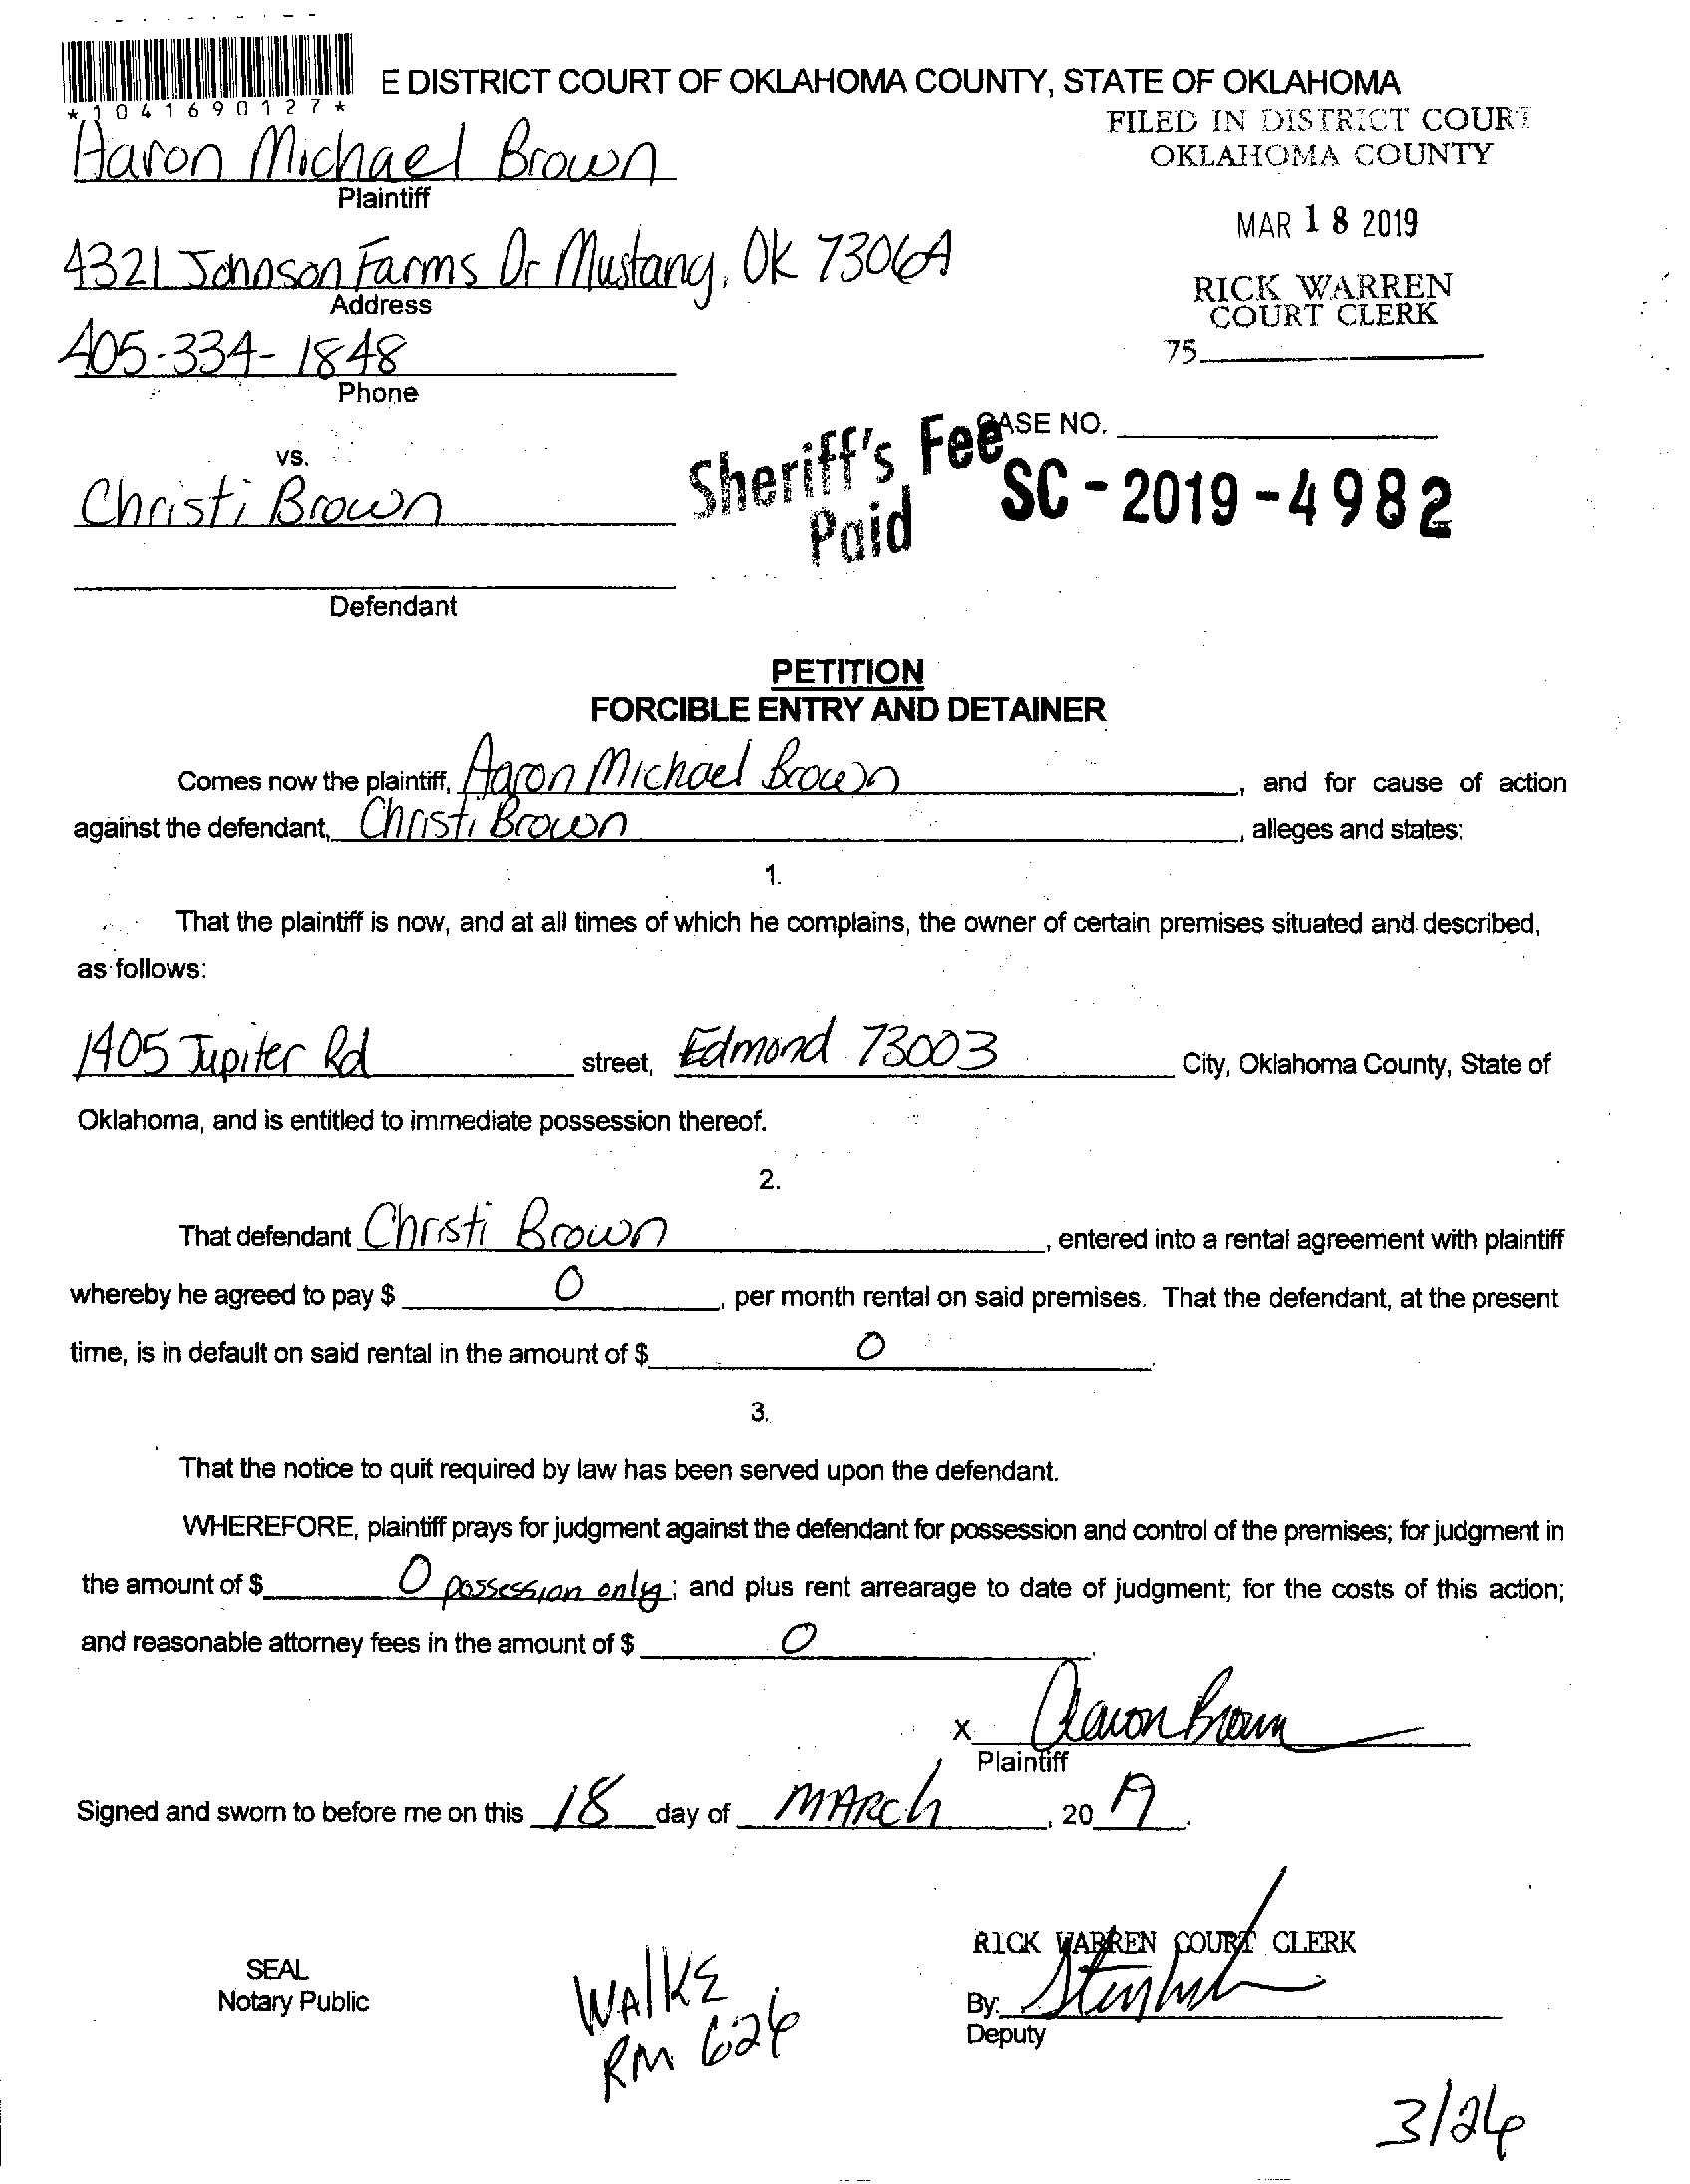 *1041690127*
E DISTRICT COURT OF OKLAHOMA COUNTY, STATE OF OKLAHOMA
FILED IN DISTRICT COURT
OKLAHOMA COUNTY
Aaron Michael Brown
Plaintiff
MAR 18 2019
4321 Johnson Farms Dr Mustang, OK 73064
Address
RICK WARREN
COURT CLERK
405-334-1848
Phone
75
CASE NO.
vs.
Sheriff's Fee
Paid
SC-2019-4982
Christi Brown
Defendant
PETITION
FORCIBLE ENTRY AND DETAINER
Comes now the plaintiff, Aaron Michael Brown, and for cause of action
against the defendant, Christi Brown, alleges and states:
1.
That the plaintiff is now, and at all times of which he complains, the owner of certain premises situated and described,
as follows:
1405 Jupiter Rd street, Edmond 73003 City, Oklahoma County, State of
Oklahoma, and is entitled to immediate possession thereof.
2.
That defendant Christi Brown, entered into a rental agreement with plaintiff
whereby he agreed to pay $ 0, per month rental on said premises. That the defendant, at the present
time, is in default on said rental in the amount of $ 0.
3.
That the notice to quit required by law has been served upon the defendant.
WHEREFORE, plaintiff prays for judgment against the defendant for possession and control of the premises; for judgment in
the amount of $ 0 possession only; and plus rent arrearage to date of judgment; for the costs of this action;
and reasonable attorney fees in the amount of $ 0.
x Aaron Brown
Plaintiff
Signed and sworn to before me on this 18 day of MARCH, 20 19.
RICK WARREN COURT CLERK
SEAL
Notary Public
By:
Deputy
WALKE
RM 626
3/26